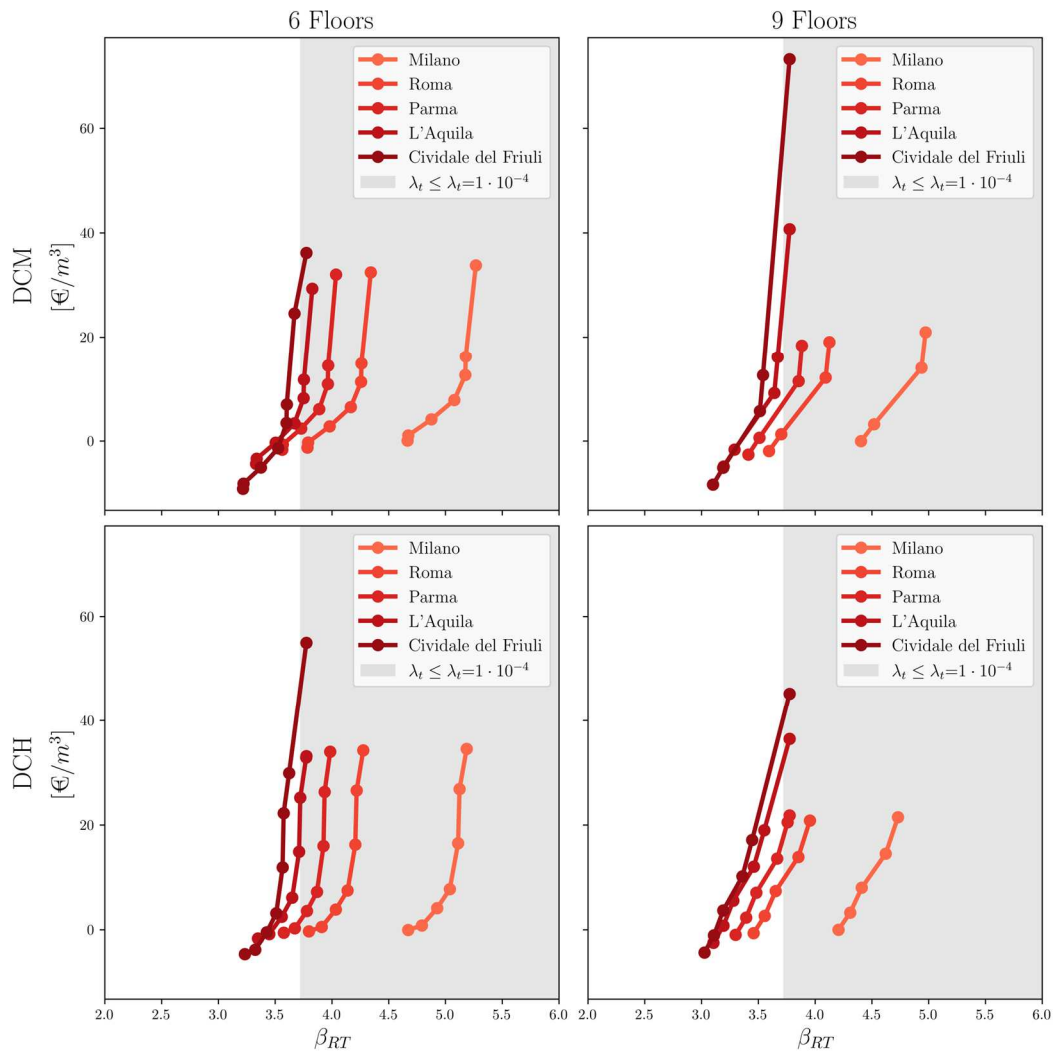 6 Floors
9 Floors
DCM
[€/m³]
60
40
20
0
Milano
Roma
Parma
L'Aquila
Cividale del Friuli
λₜ ≤ λₜ=1 · 10⁻⁴
Milano
Roma
Parma
L'Aquila
Cividale del Friuli
λₜ ≤ λₜ=1 · 10⁻⁴
DCH
[€/m³]
60
40
20
0
Milano
Roma
Parma
L'Aquila
Cividale del Friuli
λₜ ≤ λₜ=1 · 10⁻⁴
Milano
Roma
Parma
L'Aquila
Cividale del Friuli
λₜ ≤ λₜ=1 · 10⁻⁴
2.0 2.5 3.0 3.5 4.0 4.5 5.0 5.5 6.0
2.0 2.5 3.0 3.5 4.0 4.5 5.0 5.5 6.0
β_RT
β_RT